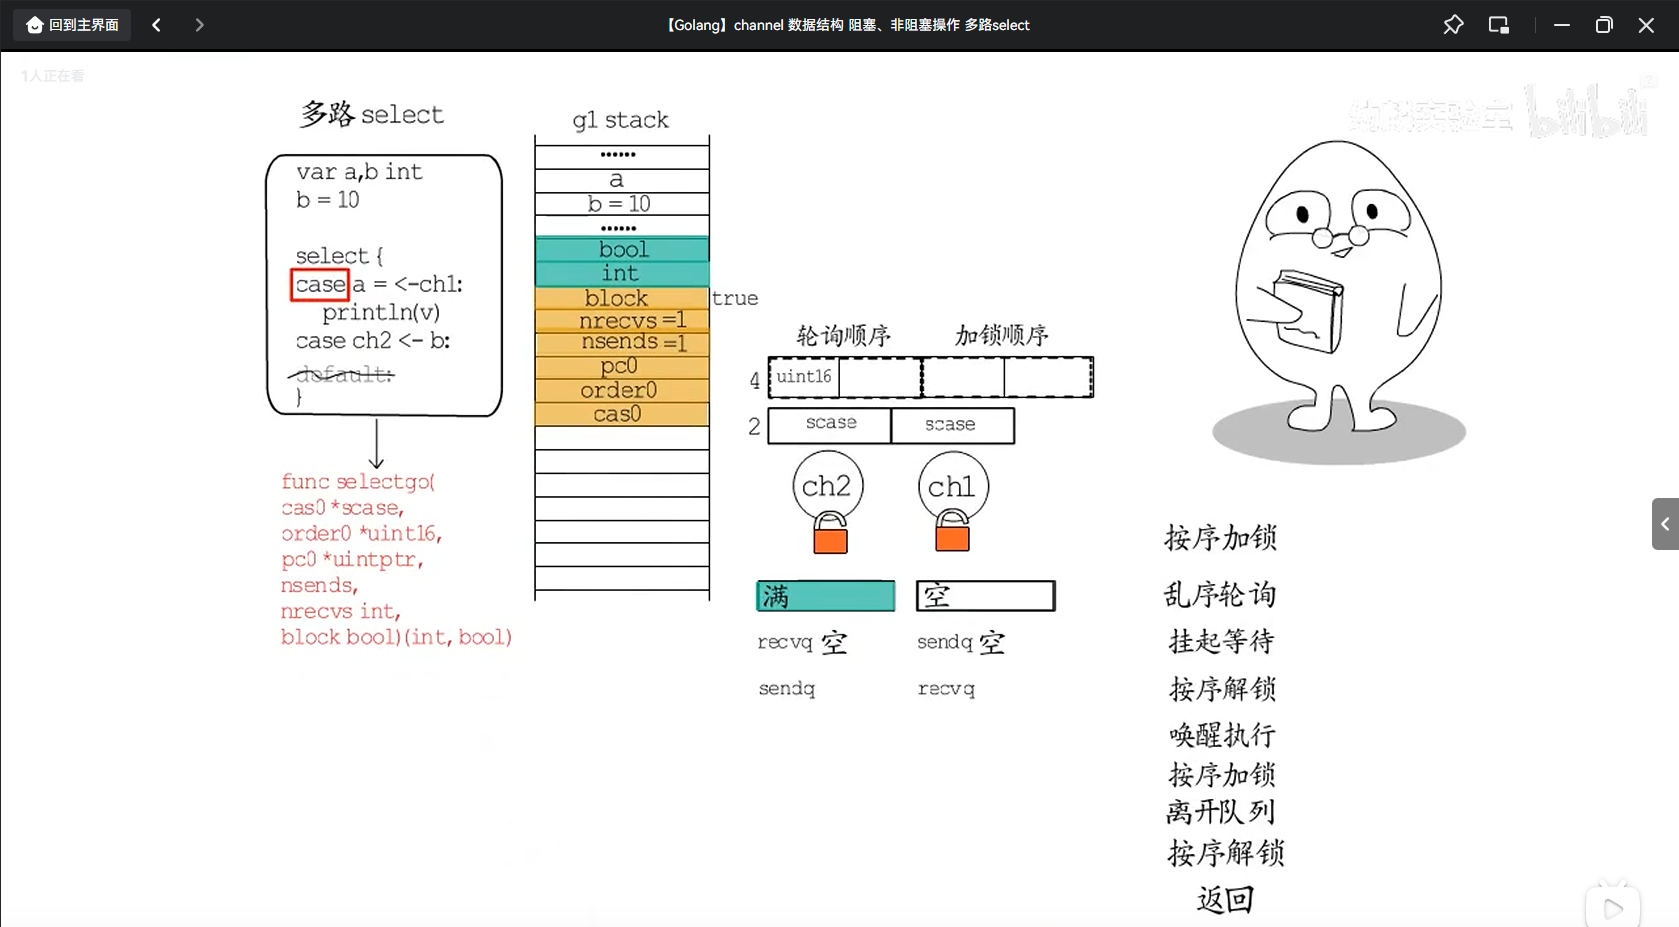 回到主界面
【Golang】channel 数据结构 阻塞、非阻塞操作 多路select
1人正在看
bilibili
多路 select
var a,b int
b = 10
select {
case a = <-ch1:
println(v)
case ch2 <- b:
default:
}
func selectgo(
cas0 *scase,
order0 *uint16,
pc0 *uintptr,
nsends,
nrecvs int,
block bool)(int, bool)
g1 stack
••••••
a
b = 10
••••••
bool
int
block true
nrecvs =1
nsends =1
pc0
order0
cas0
轮询顺序 加锁顺序
4 uint16
2 scase scase
ch2 ch1
满 空
recvq 空 sendq 空
sendq recvq
按序加锁
乱序轮询
挂起等待
按序解锁
唤醒执行
按序加锁
离开队列
按序解锁
返回